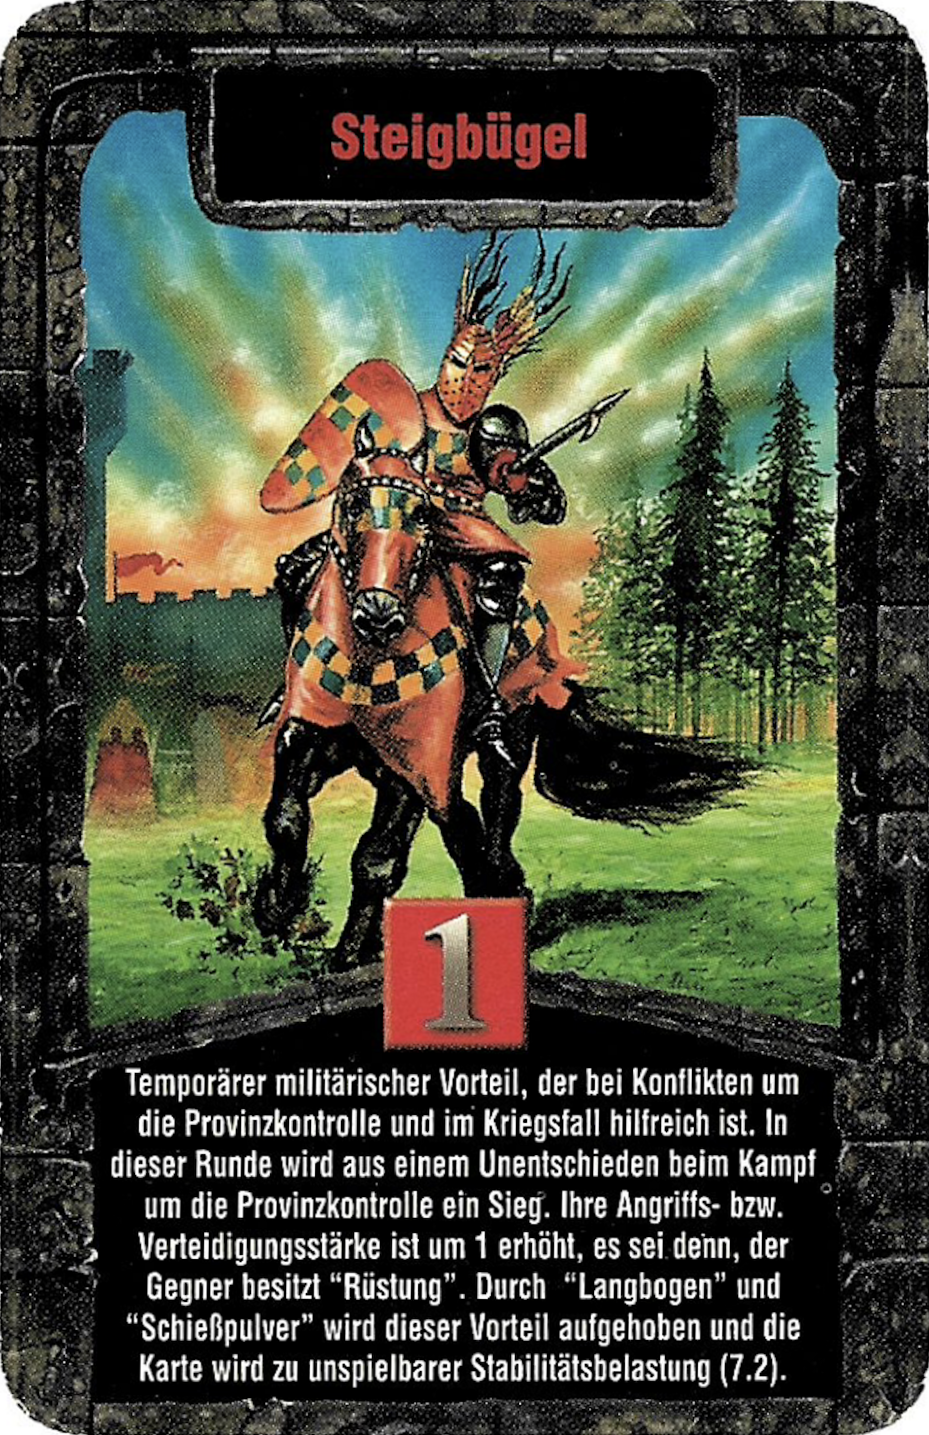 Steigbügel
1
Temporärer militärischer Vorteil, der bei Konflikten um
die Provinzkontrolle und im Kriegsfall hilfreich ist. In
dieser Runde wird aus einem Unentschieden beim Kampf
um die Provinzkontrolle ein Sieg. Ihre Angriffs- bzw.
Verteidigungsstärke ist um 1 erhöht, es sei denn, der
Gegner besitzt “Rüstung”. Durch “Langbogen” und
“Schießpulver” wird dieser Vorteil aufgehoben und die
Karte wird zu unspielbarer Stabilitätsbelastung (7.2).